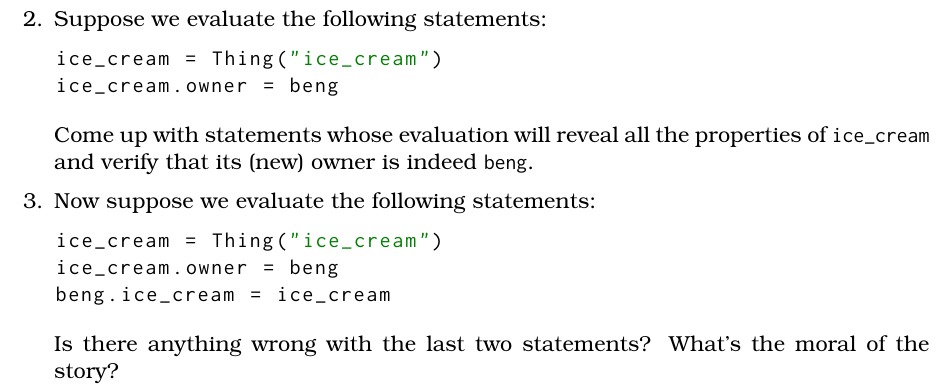 2. Suppose we evaluate the following statements:
ice_cream = Thing("ice_cream")
ice_cream.owner = beng
Come up with statements whose evaluation will reveal all the properties of ice_cream
and verify that its (new) owner is indeed beng.
3. Now suppose we evaluate the following statements:
ice_cream = Thing("ice_cream")
ice_cream.owner = beng
beng.ice_cream = ice_cream
Is there anything wrong with the last two statements? What's the moral of the
story?